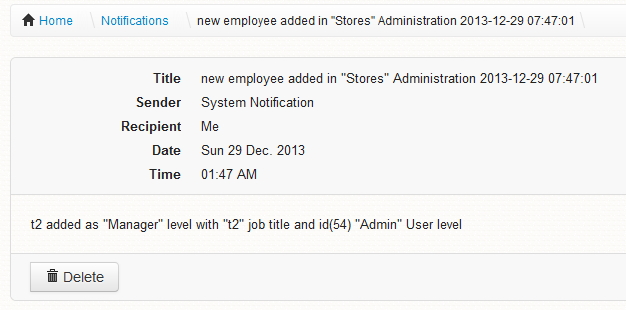 Home Notifications new employee added in "Stores" Administration 2013-12-29 07:47:01
Title new employee added in "Stores" Administration 2013-12-29 07:47:01
Sender System Notification
Recipient Me
Date Sun 29 Dec. 2013
Time 01:47 AM
t2 added as "Manager" level with "t2" job title and id(54) "Admin" User level
Delete